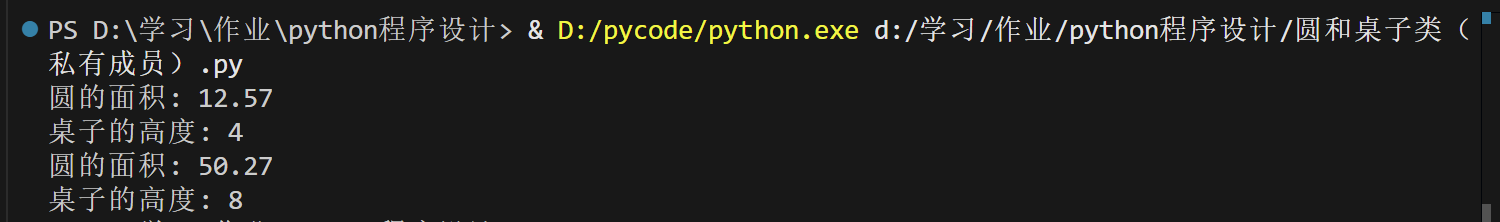 PS D:\学习\作业\python程序设计> & D:/pycode/python.exe d:/学习/作业/python程序设计/圆和桌子类（
私有成员）.py
圆的面积: 12.57
桌子的高度: 4
圆的面积: 50.27
桌子的高度: 8